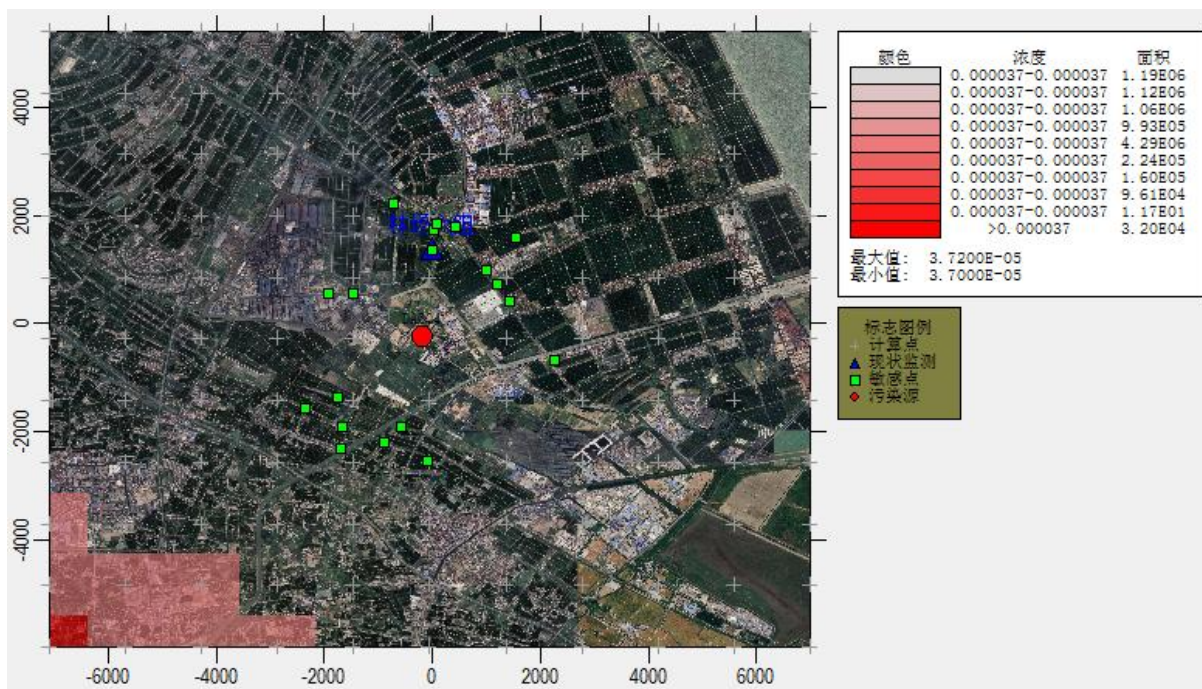 4000
2000
0
-2000
-4000
-6000 -4000 -2000 0 2000 4000 6000
颜色 浓度 面积
0.000037-0.000037 1.19E06
0.000037-0.000037 1.12E06
0.000037-0.000037 1.06E06
0.000037-0.000037 9.93E05
0.000037-0.000037 4.29E06
0.000037-0.000037 2.24E05
0.000037-0.000037 1.60E05
0.000037-0.000037 9.61E04
0.000037-0.000037 1.17E01
>0.000037 3.20E04
最大值: 3.7200E-05
最小值: 3.7000E-05
标志图例
计算点
现状监测
敏感点
污染源